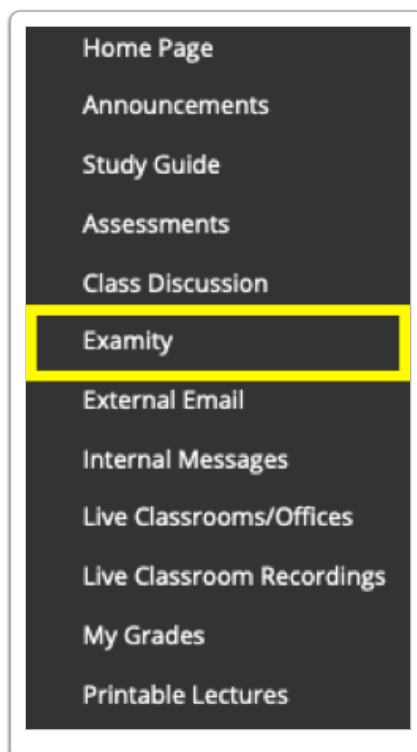 Home Page
Announcements
Study Guide
Assessments
Class Discussion
Examity
External Email
Internal Messages
Live Classrooms/Offices
Live Classroom Recordings
My Grades
Printable Lectures